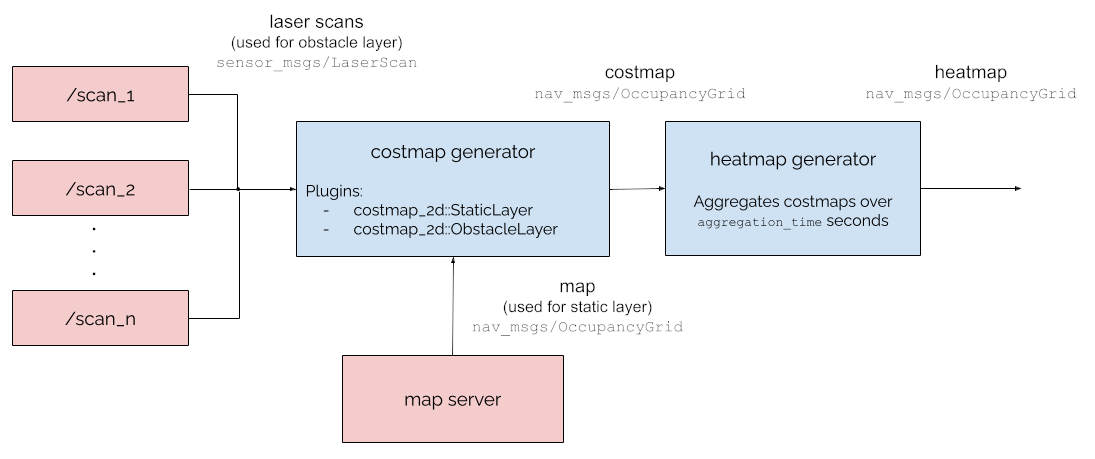 laser scans
(used for obstacle layer)
sensor_msgs/LaserScan
/scan_1
/scan_2
.
.
.
/scan_n
costmap generator
Plugins:
- costmap_2d::StaticLayer
- costmap_2d::ObstacleLayer
map
(used for static layer)
nav_msgs/OccupancyGrid
map server
costmap
nav_msgs/OccupancyGrid
heatmap generator
Aggregates costmaps over
aggregation_time seconds
heatmap
nav_msgs/OccupancyGrid